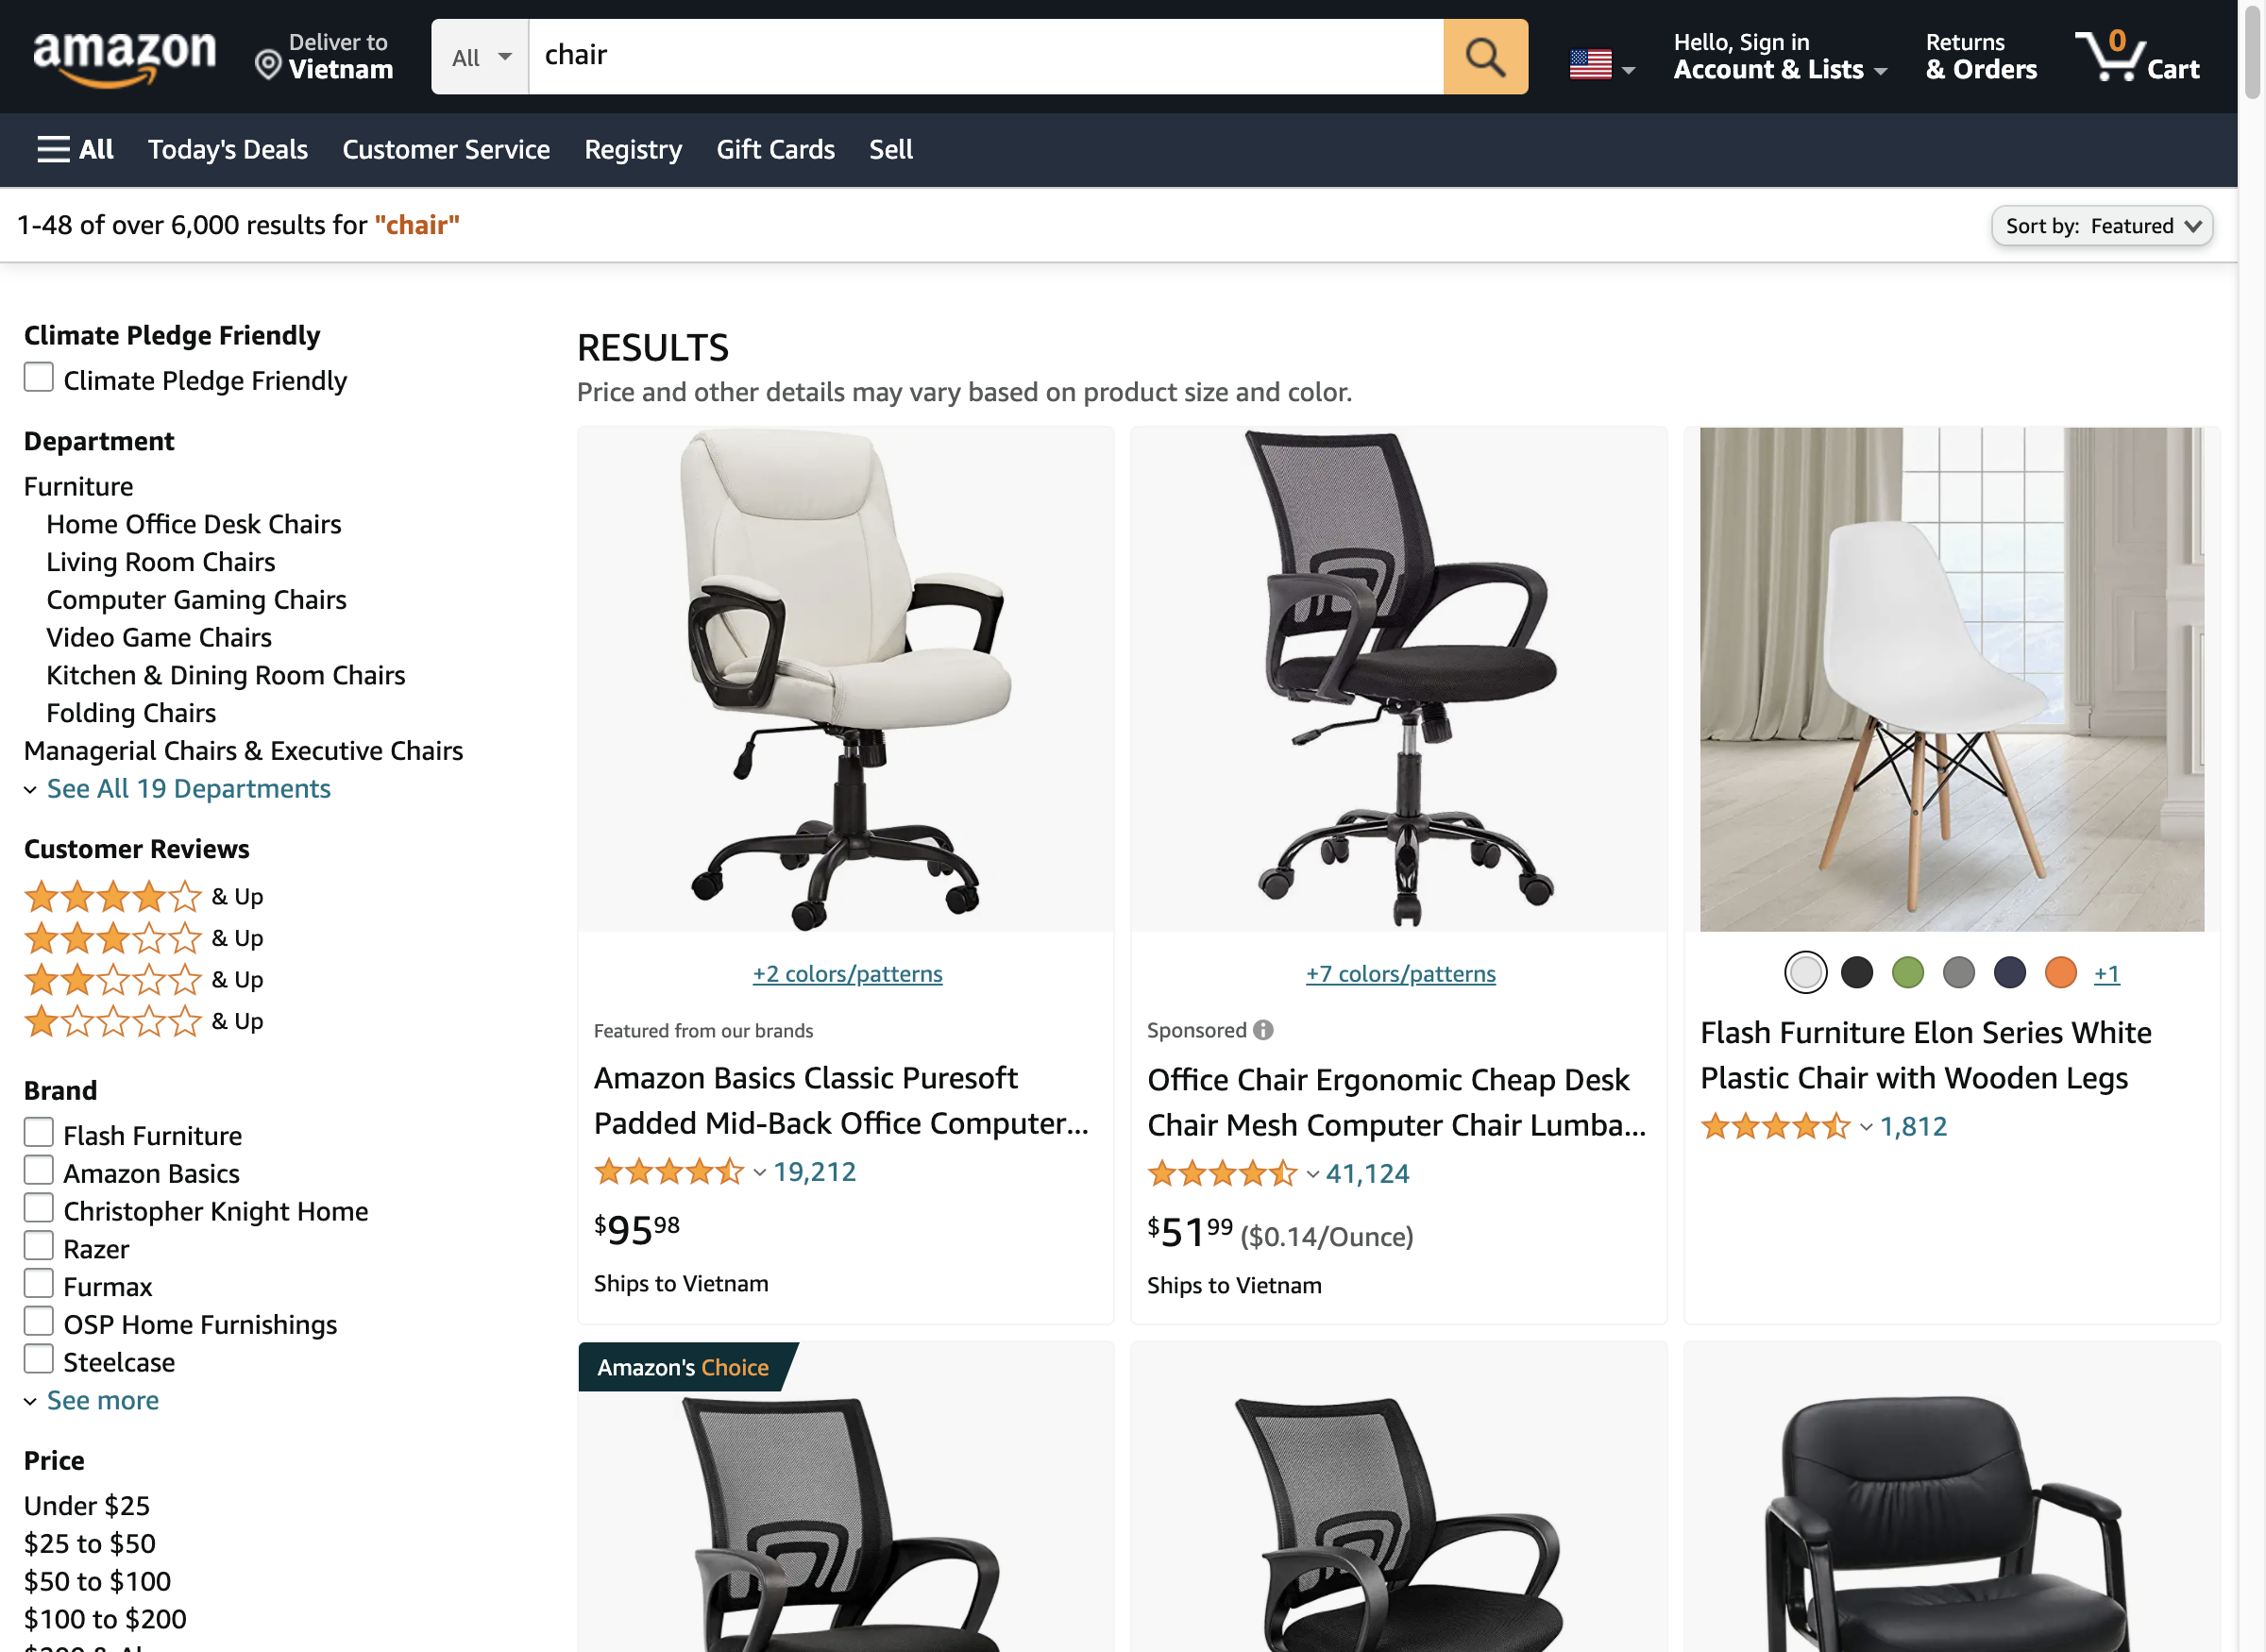 amazon
Deliver to
Vietnam
All
chair
Hello, Sign in
Account & Lists
Returns
& Orders
0
Cart
All
Today's Deals
Customer Service
Registry
Gift Cards
Sell
1-48 of over 6,000 results for "chair"
Sort by: Featured
Climate Pledge Friendly
Climate Pledge Friendly
Department
Furniture
Home Office Desk Chairs
Living Room Chairs
Computer Gaming Chairs
Video Game Chairs
Kitchen & Dining Room Chairs
Folding Chairs
Managerial Chairs & Executive Chairs
See All 19 Departments
Customer Reviews
& Up
& Up
& Up
& Up
Brand
Flash Furniture
Amazon Basics
Christopher Knight Home
Razer
Furmax
OSP Home Furnishings
Steelcase
See more
Price
Under $25
$25 to $50
$50 to $100
$100 to $200
RESULTS
Price and other details may vary based on product size and color.
+2 colors/patterns
Featured from our brands
Amazon Basics Classic Puresoft
Padded Mid-Back Office Computer...
19,212
$95 98
Ships to Vietnam
+7 colors/patterns
Sponsored
Office Chair Ergonomic Cheap Desk
Chair Mesh Computer Chair Lumba...
41,124
$51 99 ($0.14/Ounce)
Ships to Vietnam
+1
Flash Furniture Elon Series White
Plastic Chair with Wooden Legs
1,812
Amazon's Choice